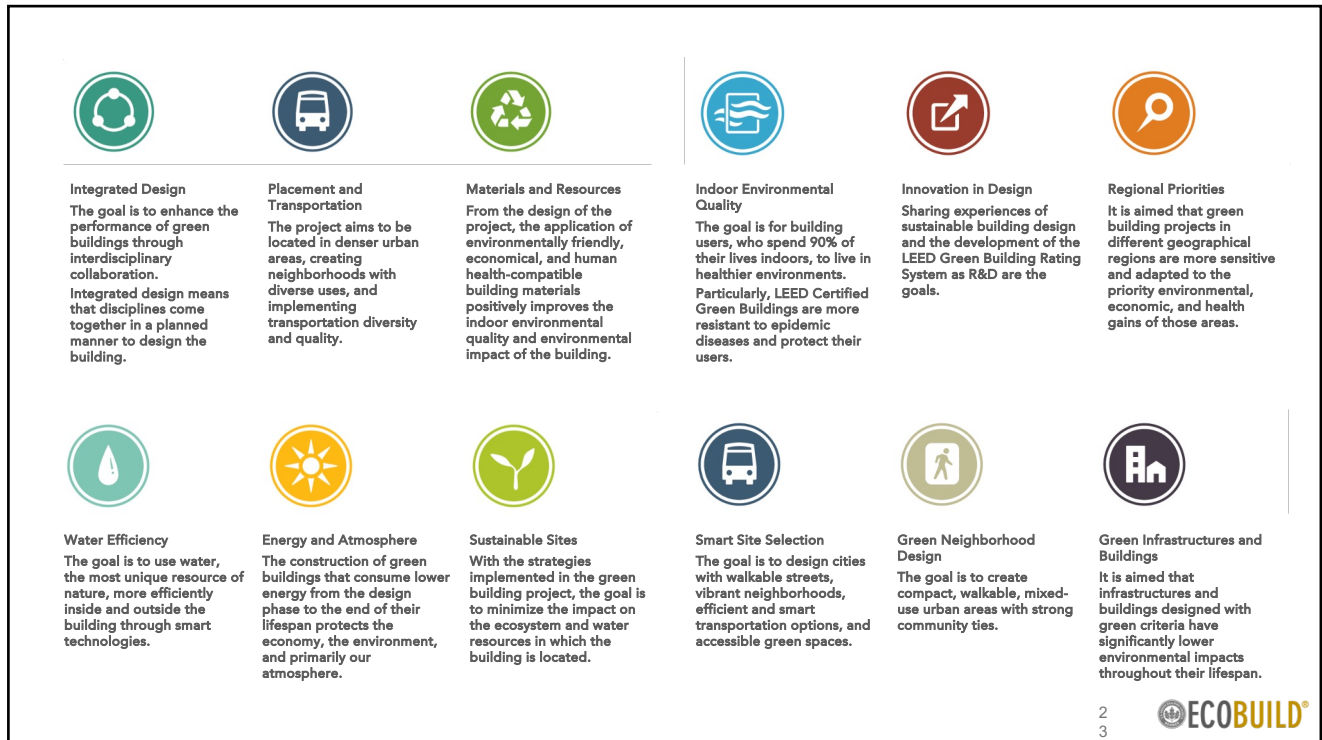 Integrated Design
The goal is to enhance the
performance of green
buildings through
interdisciplinary
collaboration.
Integrated design means
that disciplines come
together in a planned
manner to design the
building.
Placement and
Transportation
The project aims to be
located in denser urban
areas, creating
neighborhoods with
diverse uses, and
implementing
transportation diversity
and quality.
Materials and Resources
From the design of the
project, the application of
environmentally friendly,
economical, and human
health-compatible
building materials
positively improves the
indoor environmental
quality and environmental
impact of the building.
Indoor Environmental
Quality
The goal is for building
users, who spend 90% of
their lives indoors, to live in
healthier environments.
Particularly, LEED Certified
Green Buildings are more
resistant to epidemic
diseases and protect their
users.
Innovation in Design
Sharing experiences of
sustainable building design
and the development of the
LEED Green Building Rating
System as R&D are the
goals.
Regional Priorities
It is aimed that green
building projects in
different geographical
regions are more sensitive
and adapted to the
priority environmental,
economic, and health
gains of those areas.
Water Efficiency
The goal is to use water,
the most unique resource of
nature, more efficiently
inside and outside the
building through smart
technologies.
Energy and Atmosphere
The construction of green
buildings that consume lower
energy from the design
phase to the end of their
lifespan protects the
economy, the environment,
and primarily our
atmosphere.
Sustainable Sites
With the strategies
implemented in the green
building project, the goal is
to minimize the impact on
the ecosystem and water
resources in which the
building is located.
Smart Site Selection
The goal is to design cities
with walkable streets,
vibrant neighborhoods,
efficient and smart
transportation options, and
accessible green spaces.
Green Neighborhood
Design
The goal is to create
compact, walkable, mixed-
use urban areas with strong
community ties.
Green Infrastructures and
Buildings
It is aimed that
infrastructures and
buildings designed with
green criteria have
significantly lower
environmental impacts
throughout their lifespan.
2
3
ECOBUILD®